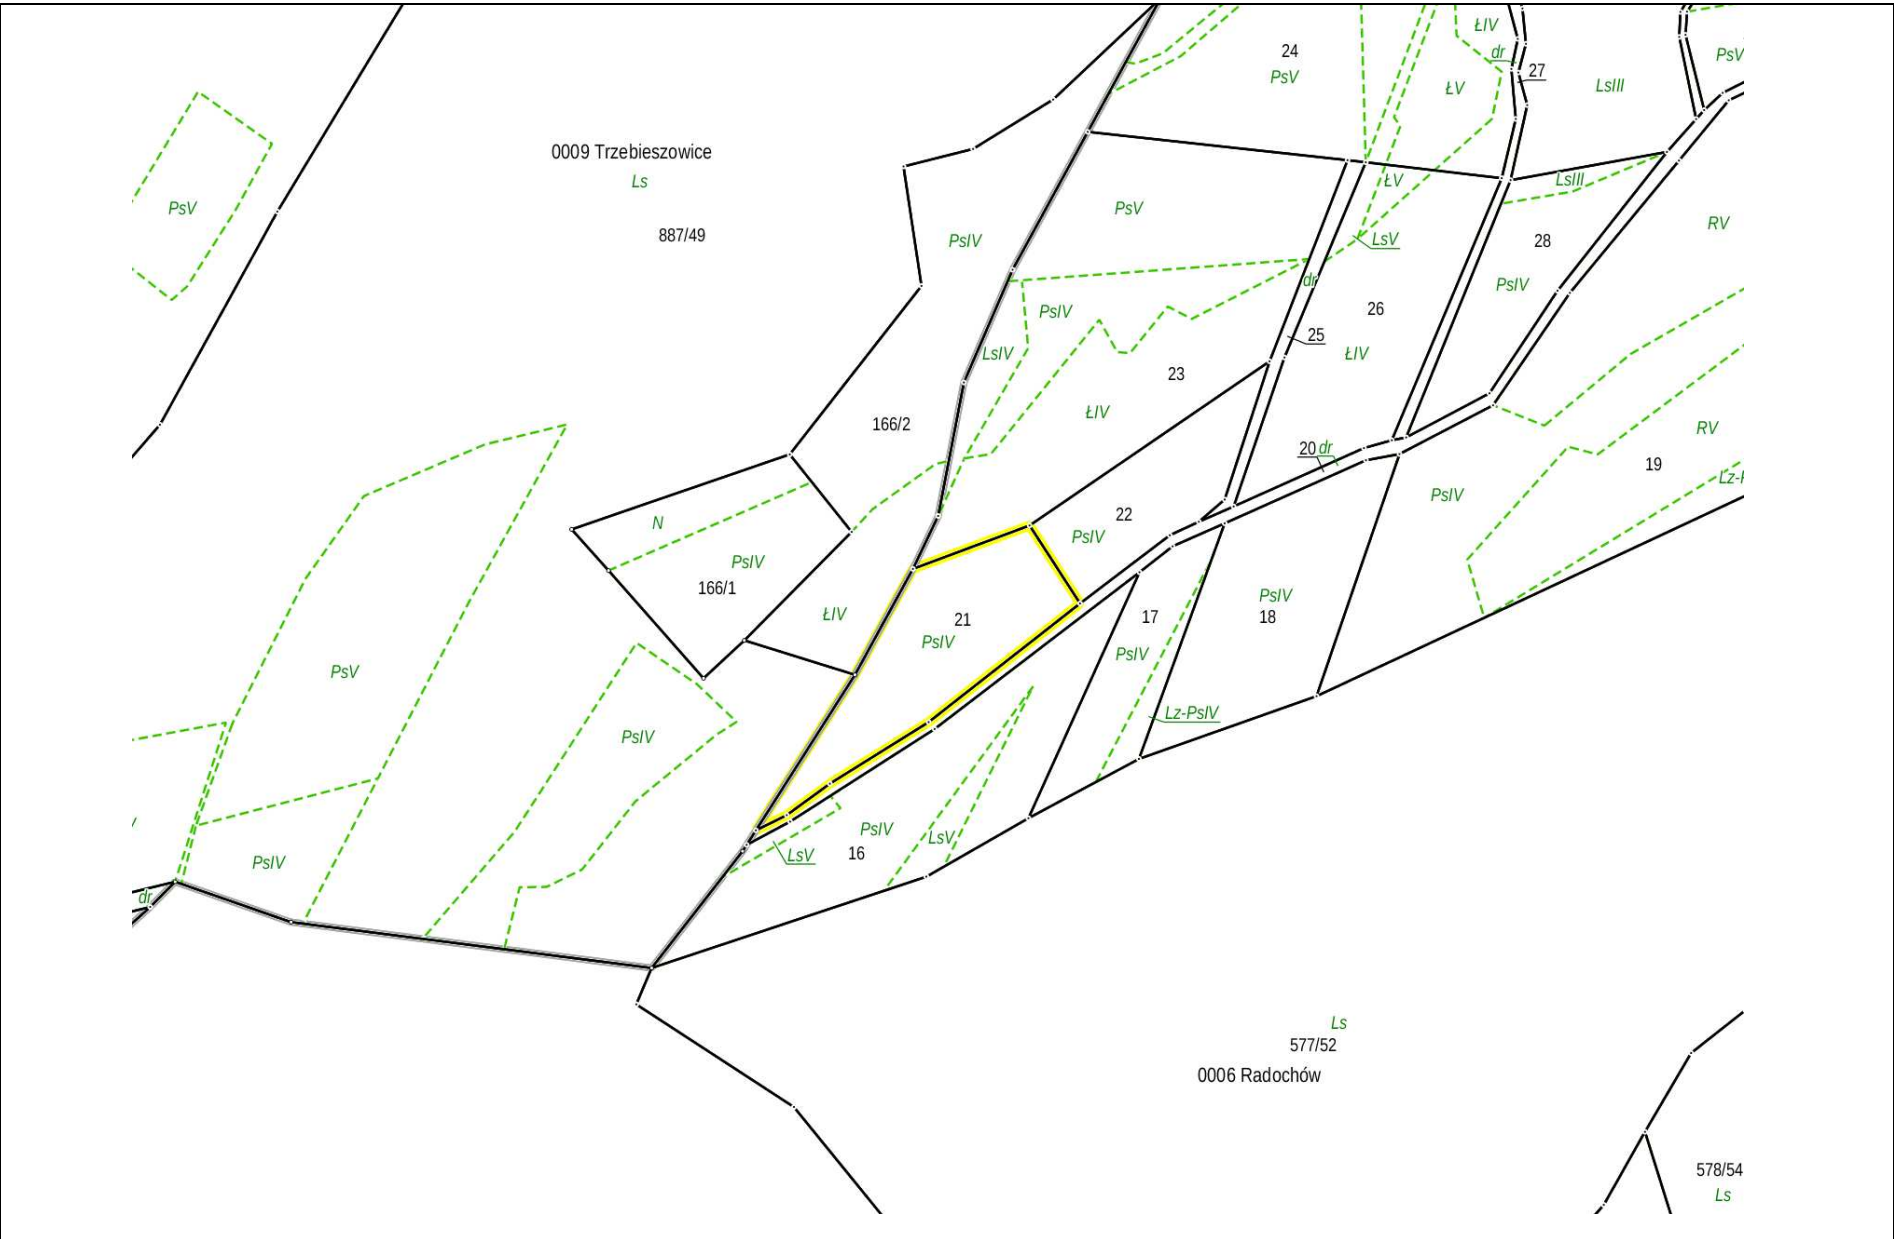 ŁIV
24
dr
PsV
27
PsV
ŁV
LsIII
0009 Trzebieszowice
Ls
ŁV
LsIII
PsV
PsV
RV
887/49
PsIV
LsV
28
dr
PsIV
PsIV
26
25
LsIV
ŁIV
23
ŁIV
166/2
RV
20 dr
19
PsIV
N
22
PsIV
PsIV
166/1
PsIV
ŁIV
21
17
18
PsIV
PsIV
PsV
Lz-PsIV
PsIV
PsIV
LsV
LsV
16
PsIV
dr
Ls
577/52
0006 Radochów
578/54
Ls